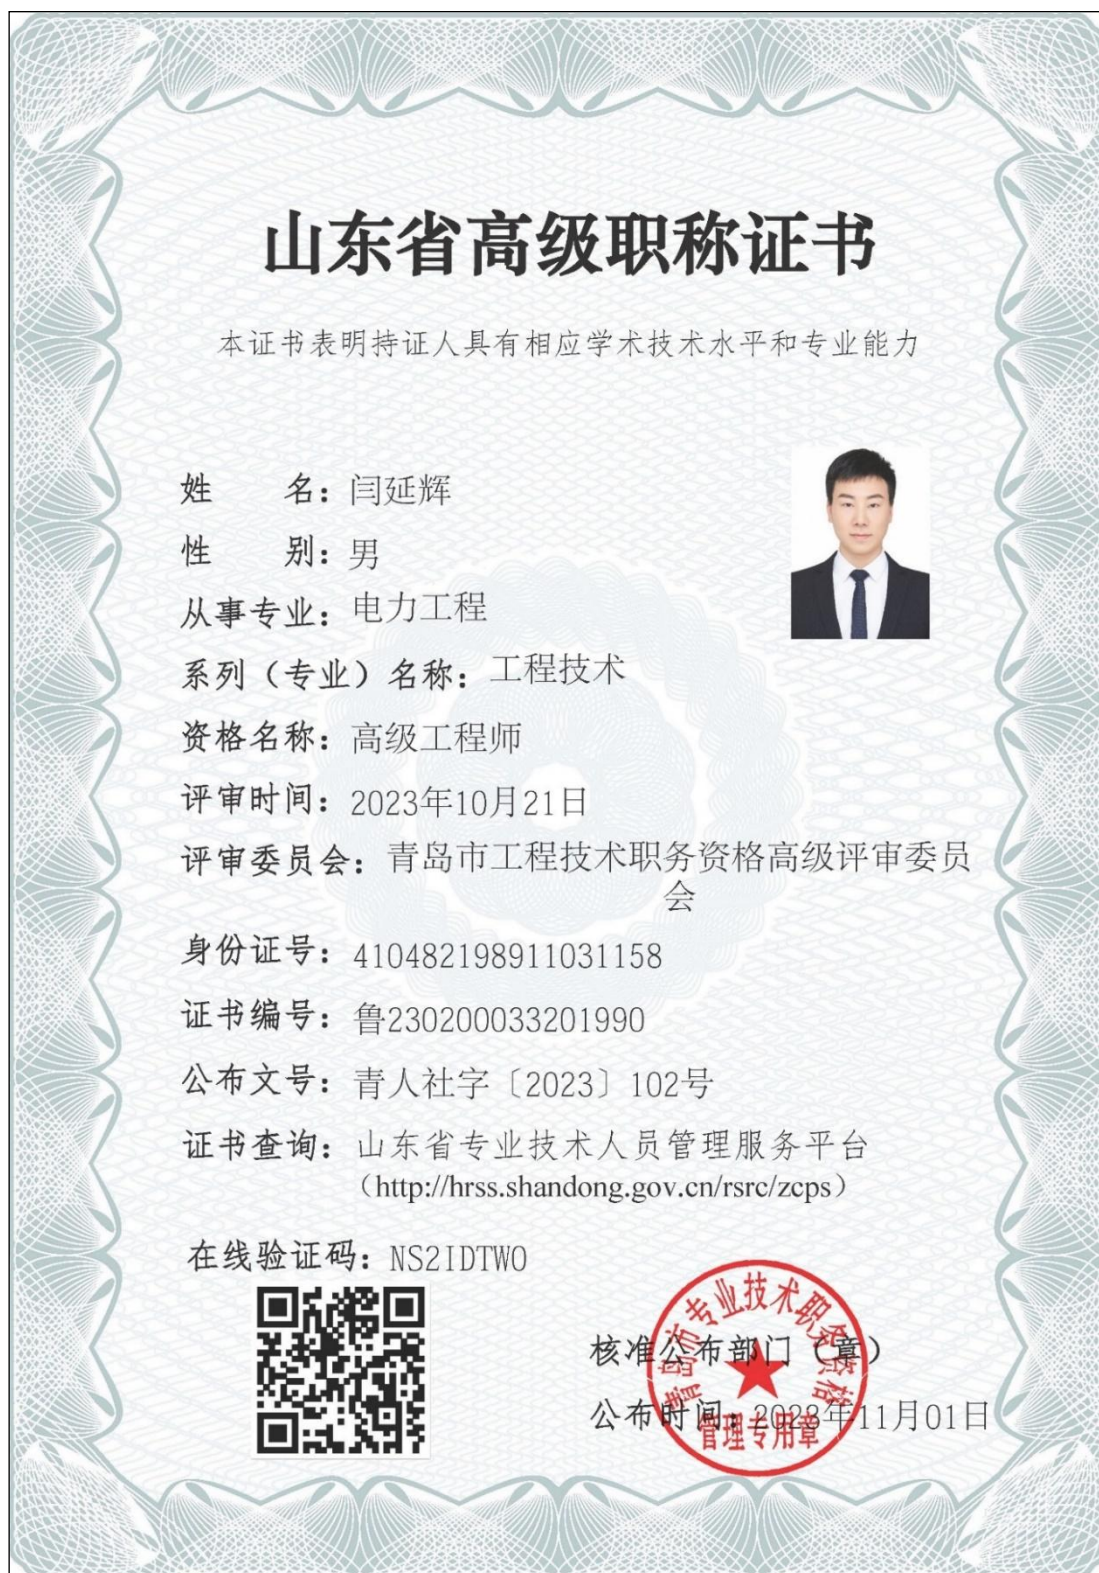 山东省高级职称证书
本证书表明持证人具有相应学术技术水平和专业能力
姓 名：闫延辉
性 别：男
从事专业：电力工程
系列（专业）名称：工程技术
资格名称：高级工程师
评审时间：2023年10月21日
评审委员会：青岛市工程技术职务资格高级评审委员
会
身份证号：410482198911031158
证书编号：鲁230200033201990
公布文号：青人社字〔2023〕102号
证书查询：山东省专业技术人员管理服务平台
（http://hrss.shandong.gov.cn/rsrc/zcps）
在线验证码：NS2IDTWO
核准公布部门（章）
公布时间：2023年11月01日
青岛市专业技术职务资格
管理专用章